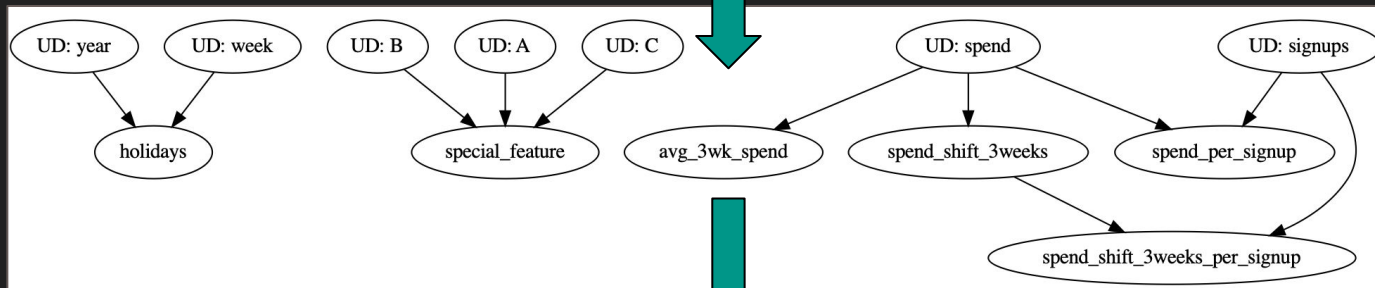 UD: year
UD: week
UD: B
UD: A
UD: C
UD: spend
UD: signups
holidays
special_feature
avg_3wk_spend
spend_shift_3weeks
spend_per_signup
spend_shift_3weeks_per_signup